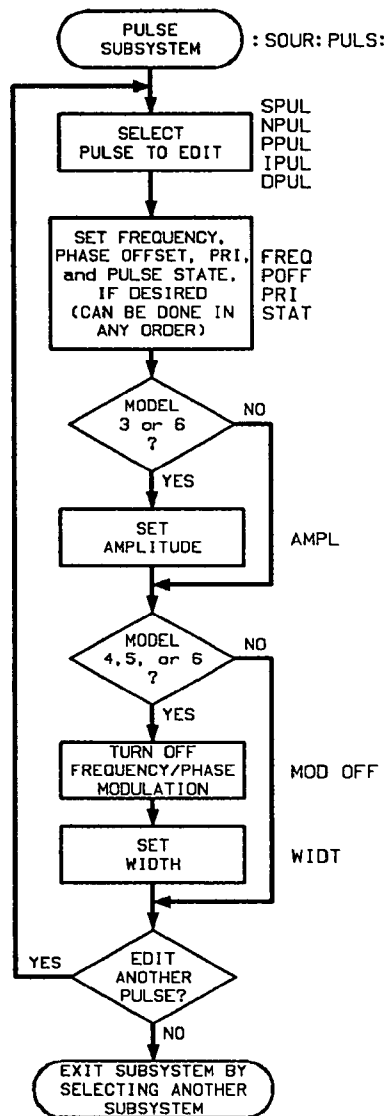 PULSE
SUBSYSTEM
: SOUR: PULS:
SELECT
PULSE TO EDIT
SPUL
NPUL
PPUL
IPUL
DPUL
SET FREQUENCY,
PHASE OFFSET, PRI,
and PULSE STATE,
IF DESIRED
(CAN BE DONE IN
ANY ORDER)
FREQ
POFF
PRI
STAT
MODEL
3 or 6
?
NO
YES
SET
AMPLITUDE
AMPL
MODEL
4,5, or 6
?
NO
YES
TURN OFF
FREQUENCY/PHASE
MODULATION
MOD OFF
SET
WIDTH
WIDT
YES
EDIT
ANOTHER
PULSE?
NO
EXIT SUBSYSTEM BY
SELECTING ANOTHER
SUBSYSTEM